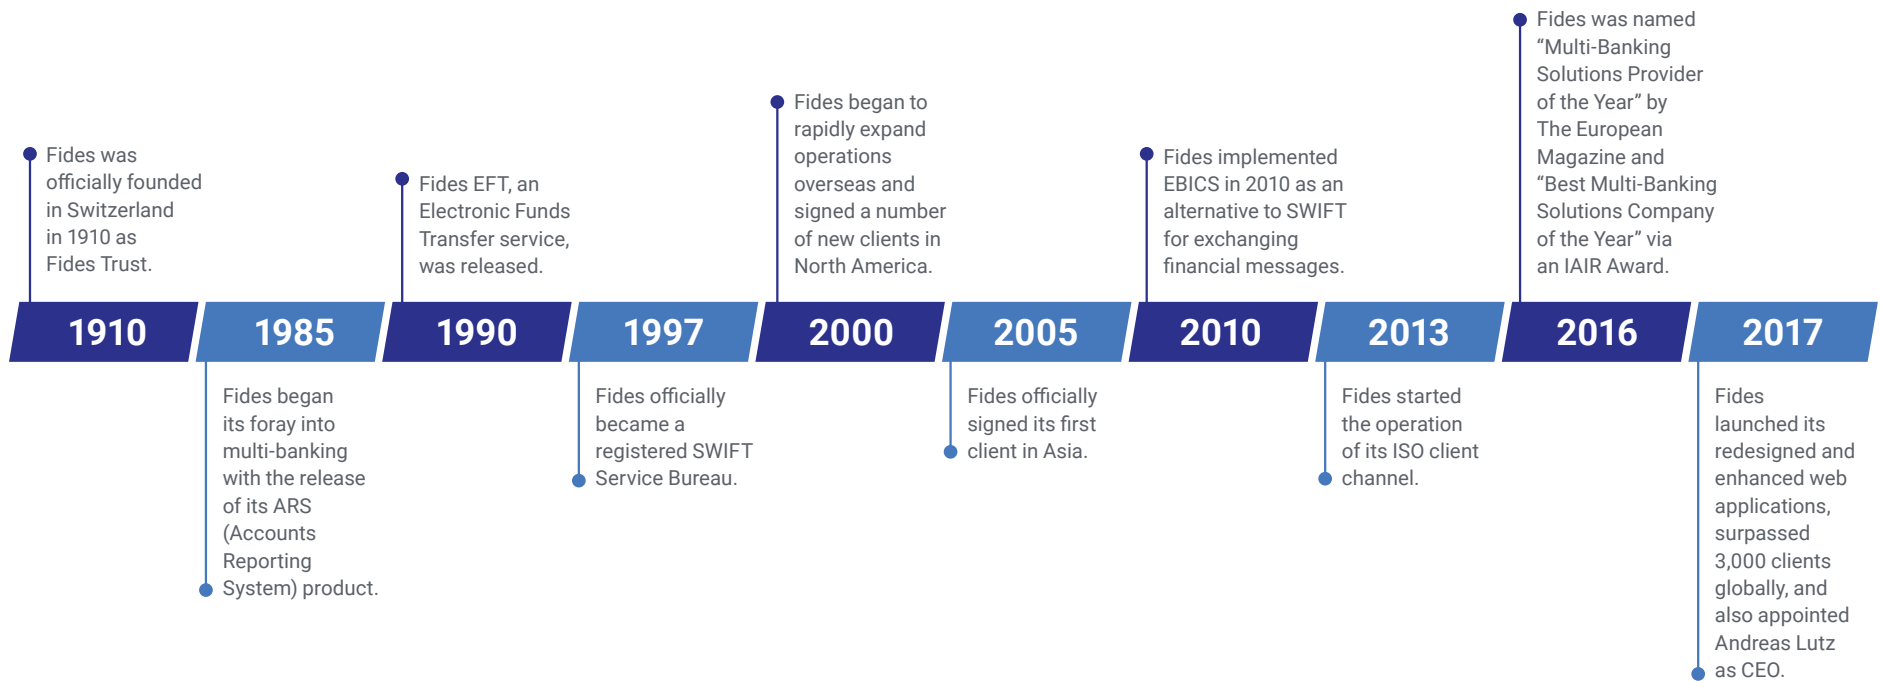 Fides was
officially founded
in Switzerland
in 1910 as
Fides Trust.
1910
1985
Fides began
its foray into
multi-banking
with the release
of its ARS
(Accounts
Reporting
System) product.
Fides EFT, an
Electronic Funds
Transfer service,
was released.
1990
1997
Fides officially
became a
registered SWIFT
Service Bureau.
Fides began to
rapidly expand
operations
overseas and
signed a number
of new clients in
North America.
2000
2005
Fides officially
signed its first
client in Asia.
Fides implemented
EBICS in 2010 as an
alternative to SWIFT
for exchanging
financial messages.
2010
2013
Fides started
the operation
of its ISO client
channel.
Fides was named
“Multi-Banking
Solutions Provider
of the Year” by
The European
Magazine and
“Best Multi-Banking
Solutions Company
of the Year” via
an IAIR Award.
2016
2017
Fides
launched its
redesigned and
enhanced web
applications,
surpassed
3,000 clients
globally, and
also appointed
Andreas Lutz
as CEO.